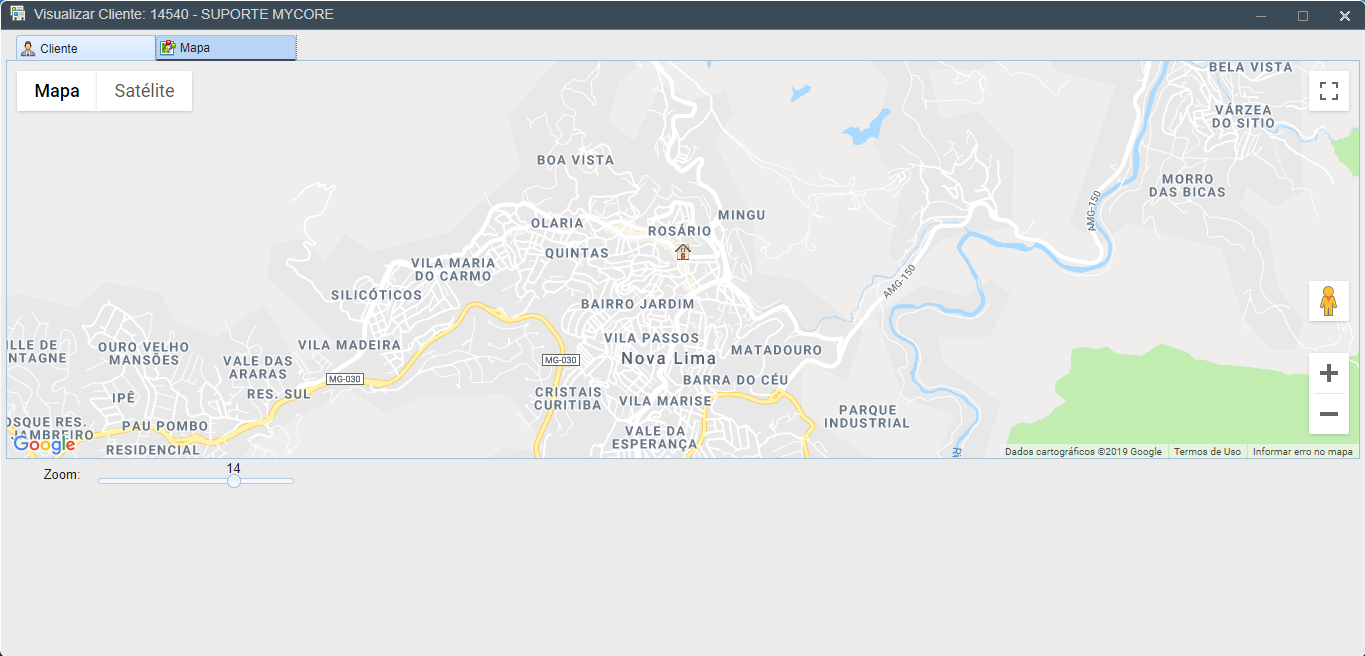 Visualizar Cliente: 14540 - SUPORTE MYCORE
Cliente
Mapa
Mapa
Satélite
BELA VISTA
VÁRZEA
DO SITIO
BOA VISTA
MORRO
DAS BICAS
AMG-150
MINGU
OLARIA
ROSÁRIO
QUINTAS
VILA MARIA
DO CARMO
AMG-150
SILICÓTICOS
BAIRRO JARDIM
VILA PASSOS
VILA MADEIRA
OURO VELHO
MANSÕES
LLE DE
NTAGNE
VALE DAS
ARARAS
MG-030
Nova Lima
MATADOURO
MG-030
BARRA DO CÉU
RES. SUL
IPÊ
CRISTAIS
CURITIBA
VILA MARISE
PARQUE
INDUSTRIAL
OSQUE RES.
JAMBREIRO
PAU POMBO
VALE DA
ESPERANÇA
Google
RESIDENCIAL
Dados cartográficos ©2019 Google
Termos de Uso
Informar erro no mapa
Zoom:
14